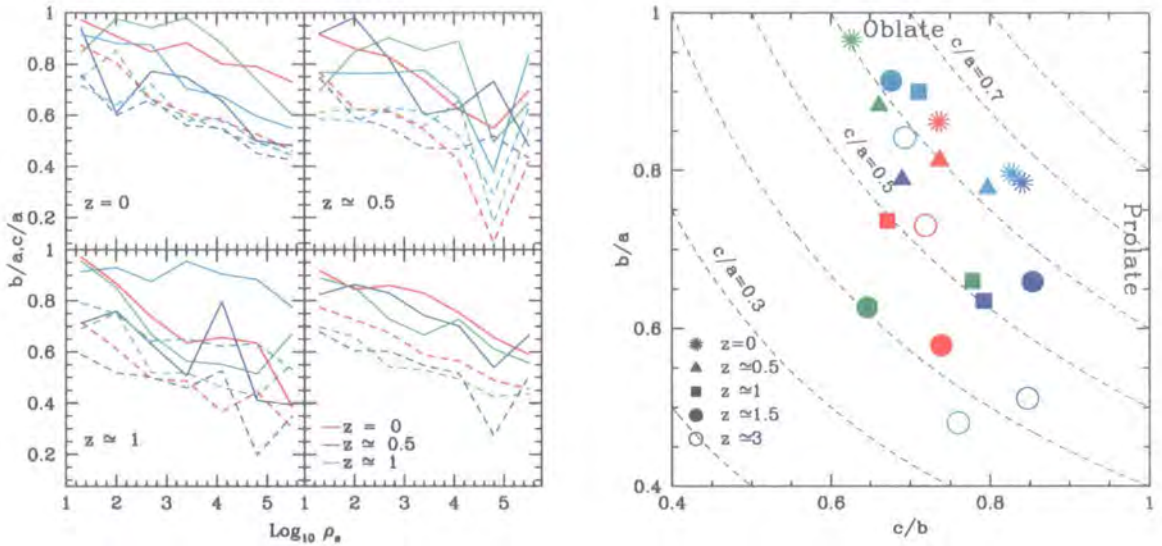 b/a,c/a
1
0.8
0.6
0.4
0.2
z = 0
z ≃ 0.5
1
0.8
0.6
0.4
0.2
z ≃ 1
z = 0
z ≃ 0.5
z ≃ 1
1 2 3 4 5 1 2 3 4 5
Log10 ρs
b/a
1
0.8
0.6
0.4
Oblate
c/a=0.7
c/a=0.5
c/a=0.3
Prolate
z=0
z ≃0.5
z ≃1
z ≃1.5
z ≃3
0.4 0.6 0.8 1
c/b